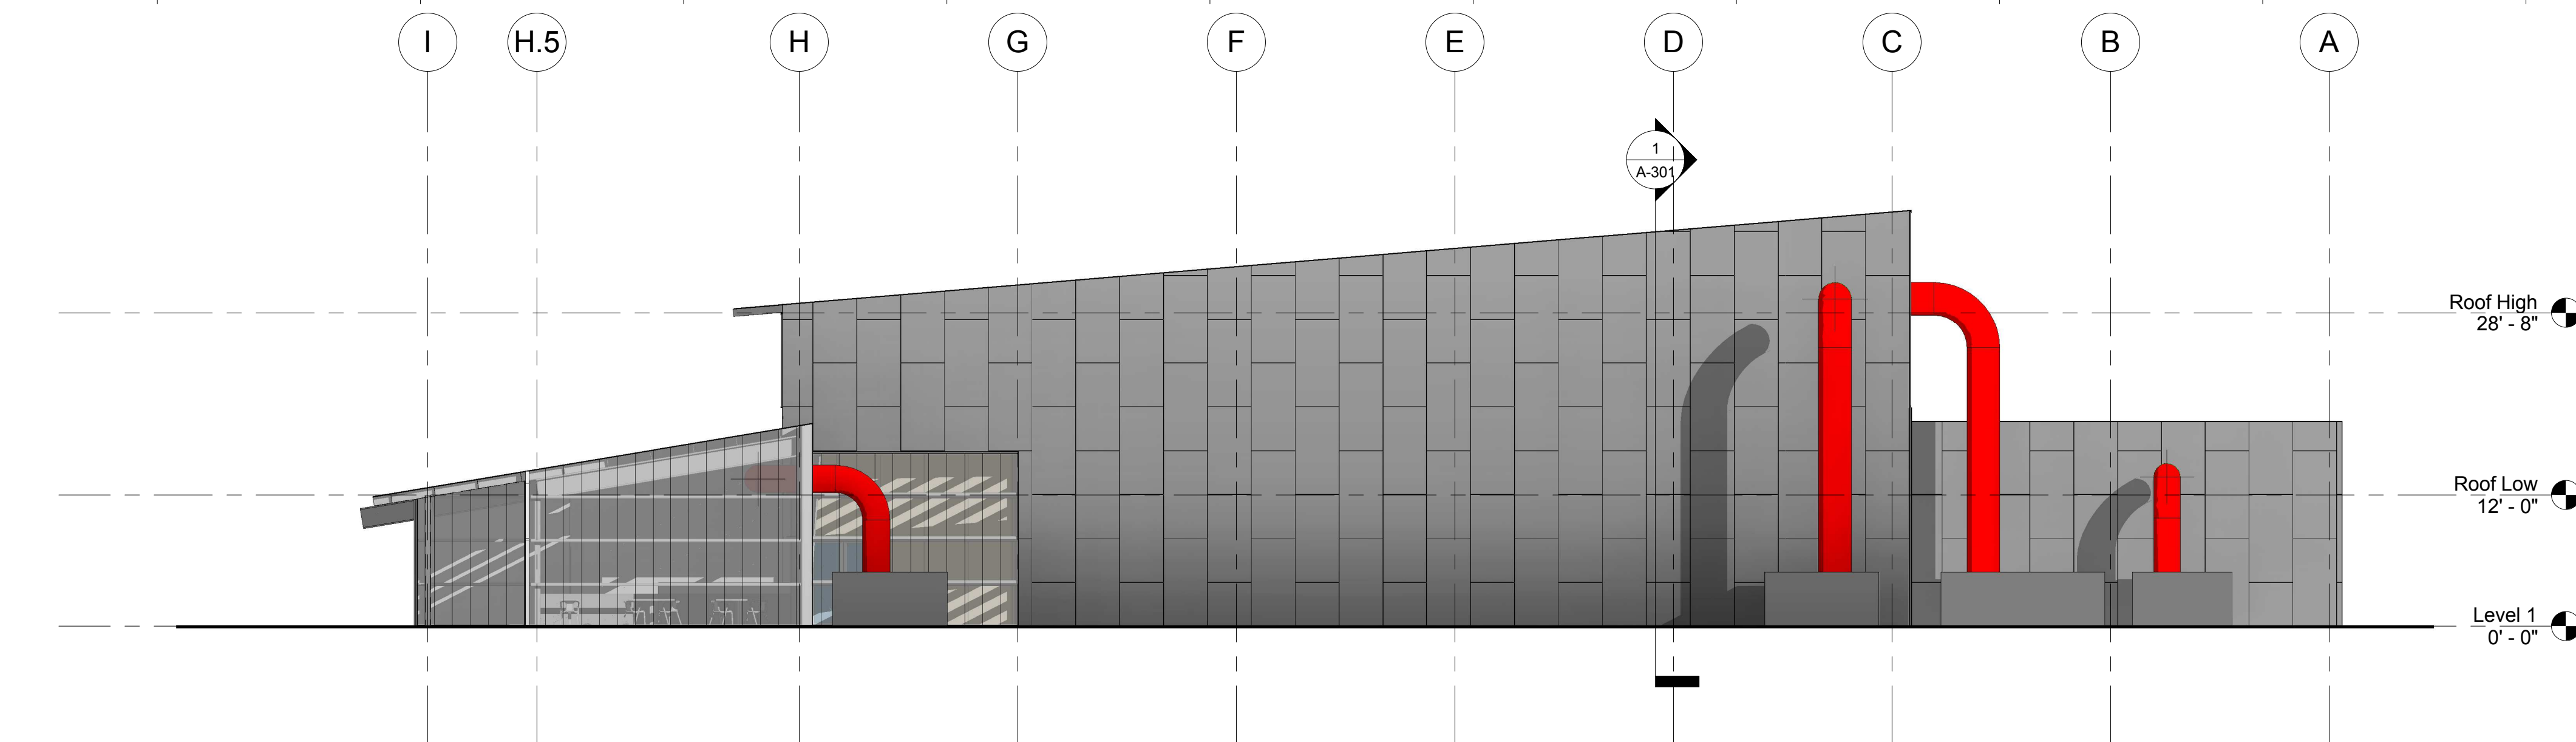 I
H.5
H
G
F
E
D
C
B
A
1
A-301
Roof High
28' - 8"
Roof Low
12' - 0"
Level 1
0' - 0"